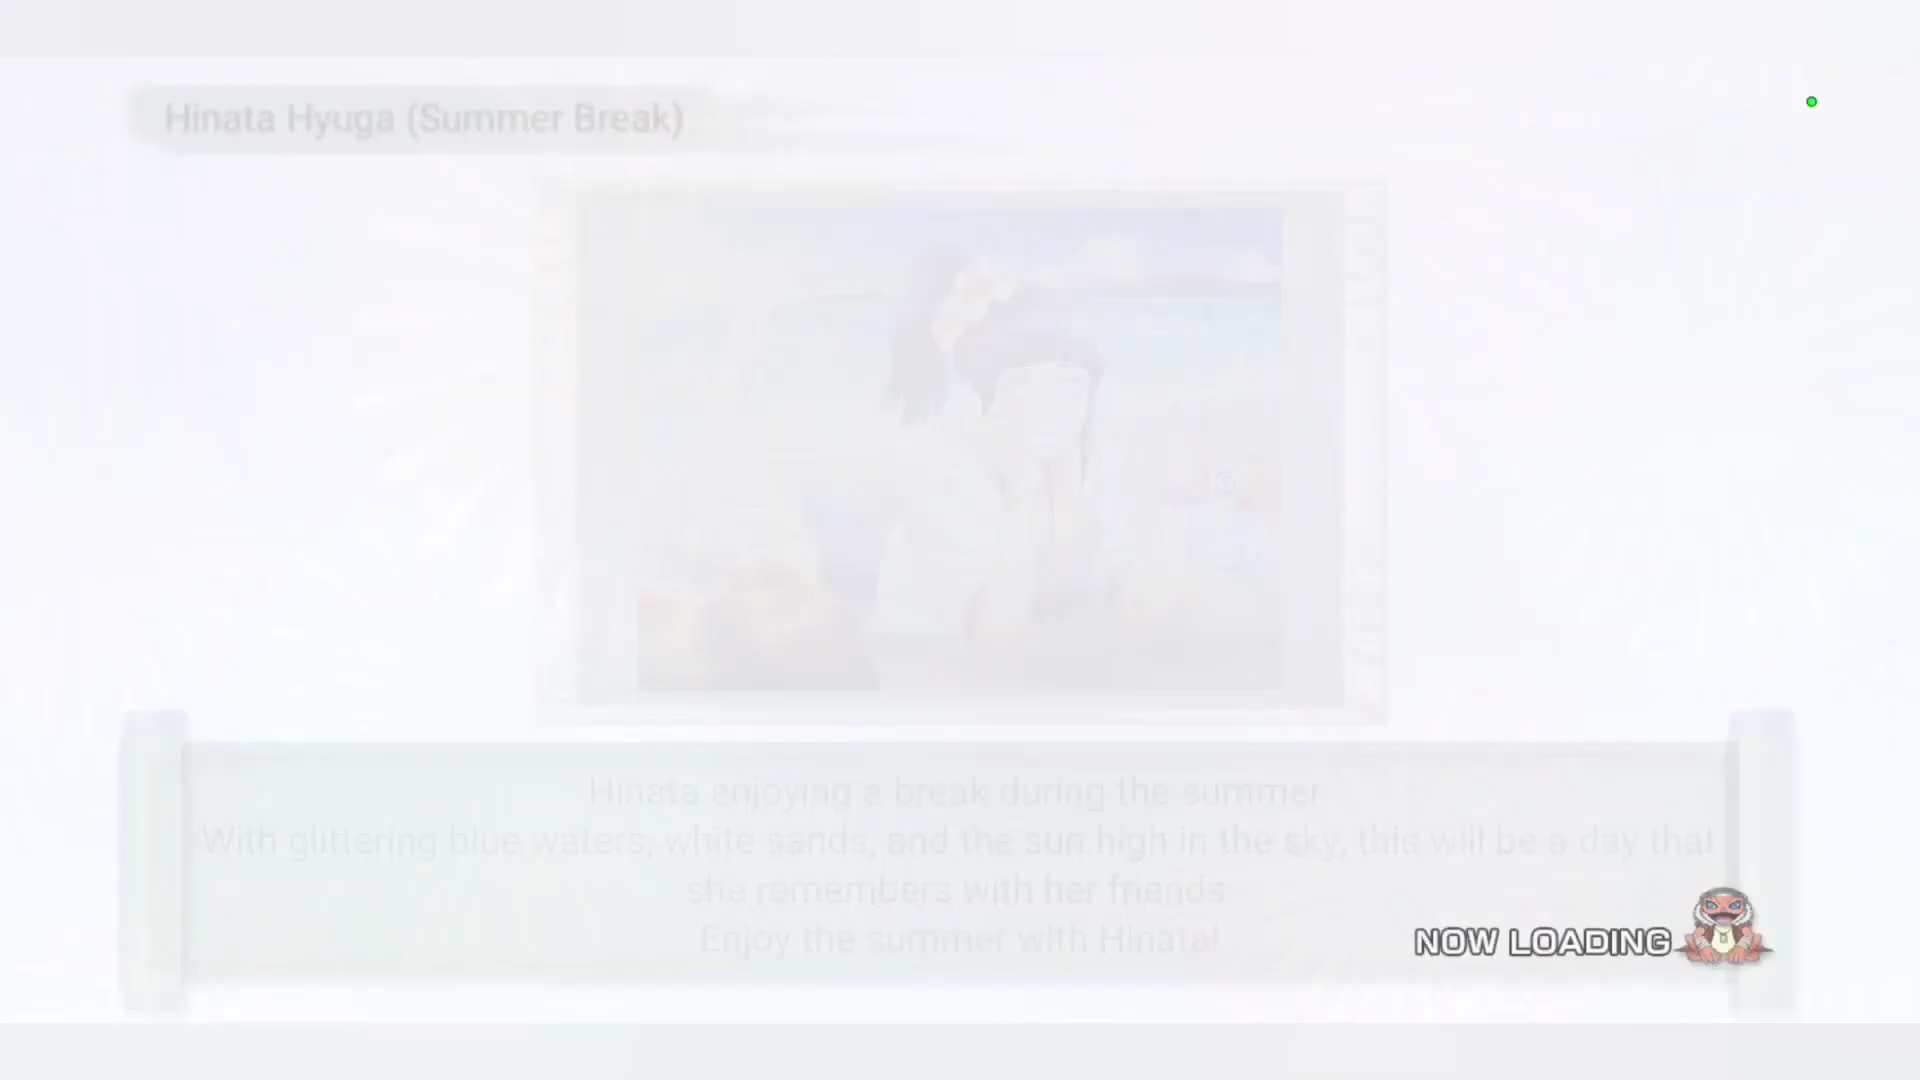 Hinata Hyuga (Summer Break)
Hinata enjoying a break during the summer
With glittering blue waters, white sands, and the sun high in the sky, this will be a day that
she remembers with her friends
Enjoy the summer with Hinata!
NOW LOADING